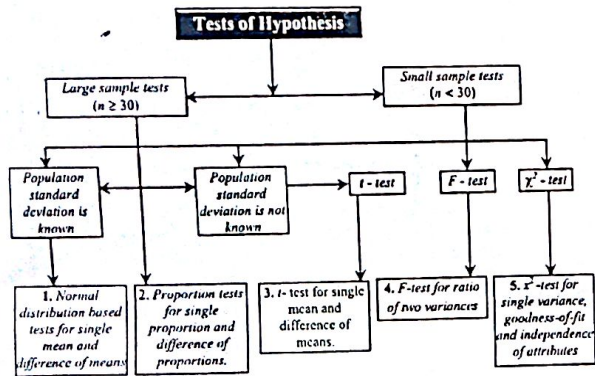 Tests of Hypothesis
Large sample tests
(n ≥ 30)
Small sample tests
(n < 30)
Population
standard
deviation is
known
Population
standard
deviation is not
known
t - test
F - test
χ² - test
1. Normal
distribution based
tests for single
mean and
difference of means
2. Proportum tests
for single
proportion and
difference of
proportions.
3. t- test for single
mean and
difference of
means.
4. F-test for ratio
of two variances
5. x²-test for
single variance,
goodness-of-fit
and independence
of attributes